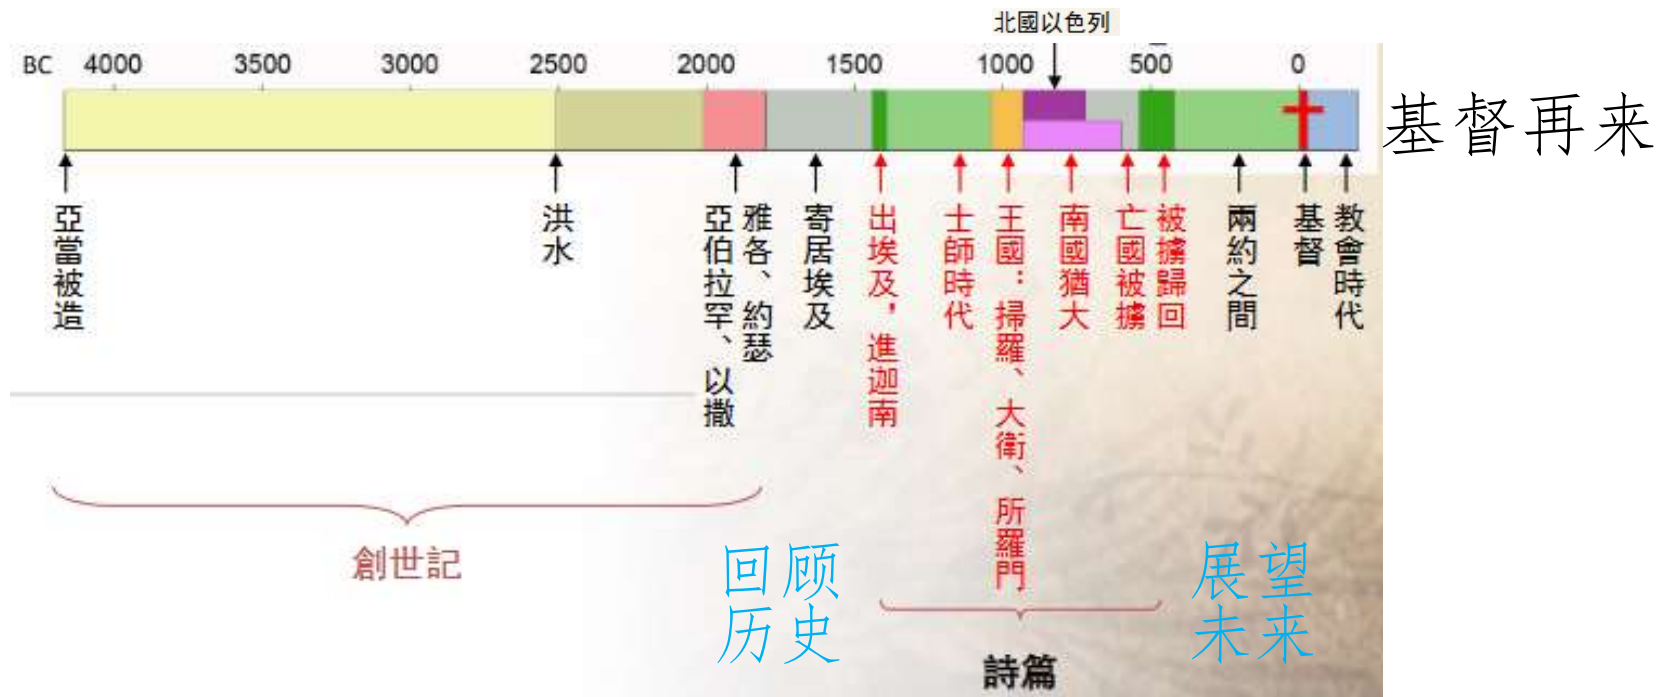 北國以色列
BC 4000 3500 3000 2500 2000 1500 1000 500 0
基督再来
亞當被造
洪水
亞伯拉罕、以撒
雅各、約瑟
寄居埃及
出埃及，進迦南
士師時代
王國：掃羅、大衛、所羅門
南國猶大
亡國被擄
被擄歸回
兩約之間
基督
教會時代
創世記
回顾
历史
展望
未来
詩篇